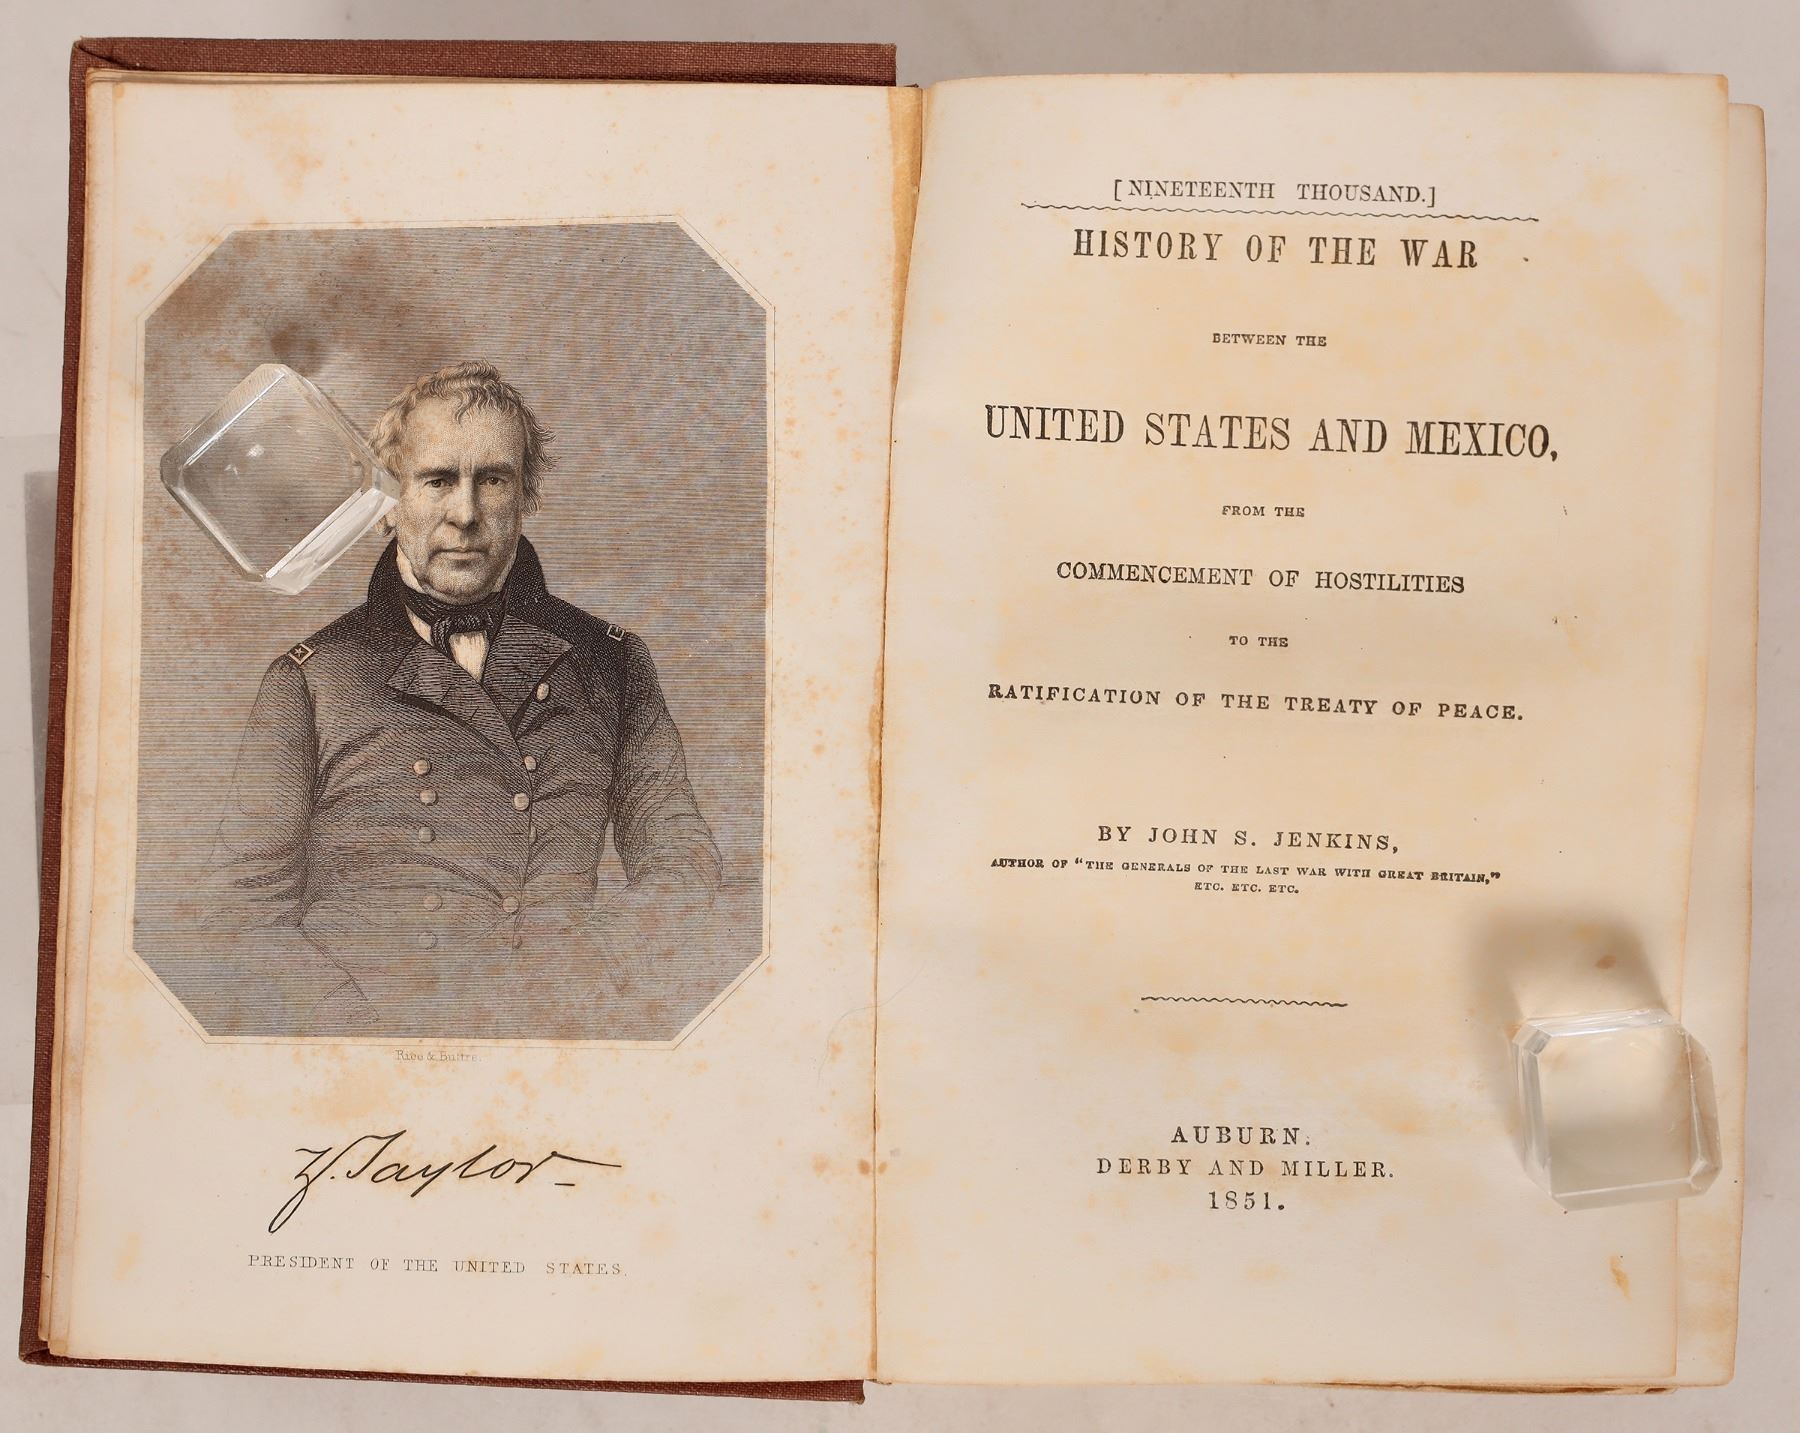 Rice & Buttre.
Z. Taylor
PRESIDENT OF THE UNITED STATES.
[NINETEENTH THOUSAND.]
HISTORY OF THE WAR
BETWEEN THE
UNITED STATES AND MEXICO,
FROM THE
COMMENCEMENT OF HOSTILITIES
TO THE
RATIFICATION OF THE TREATY OF PEACE.
BY JOHN S. JENKINS,
AUTHOR OF "THE GENERALS OF THE LAST WAR WITH GREAT BRITAIN,"
ETC. ETC. ETC.
AUBURN:
DERBY AND MILLER.
1851.